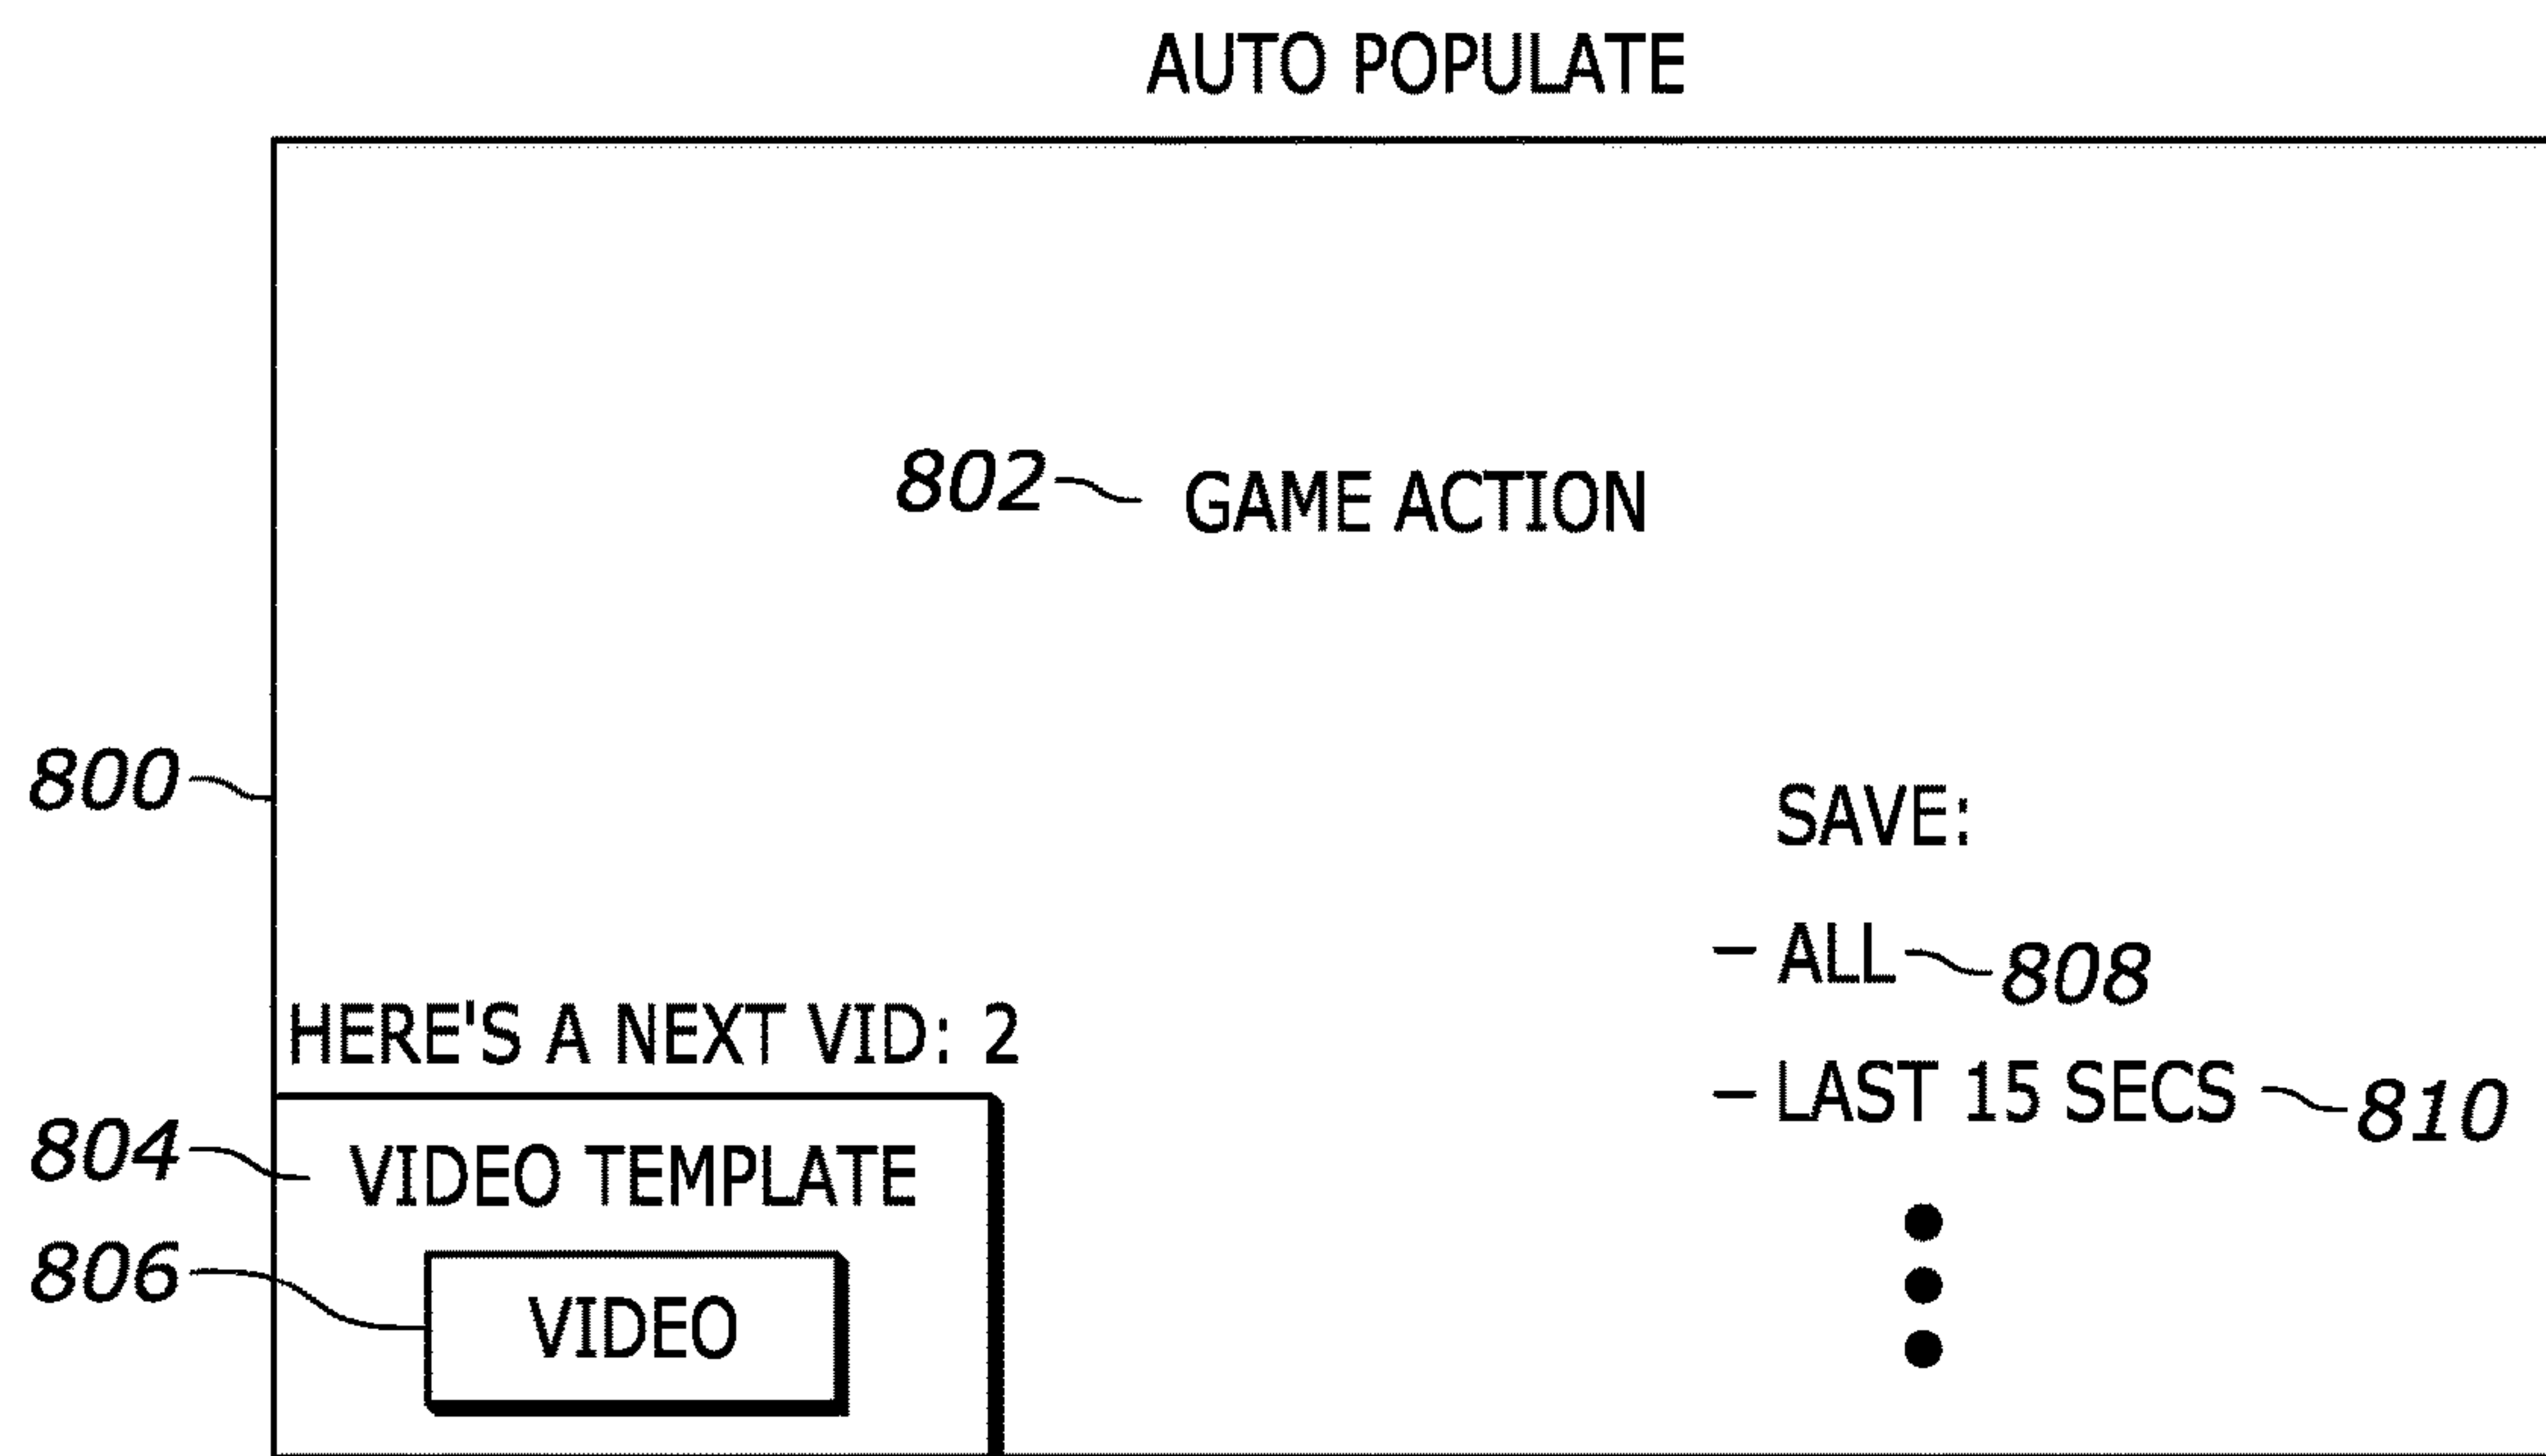 AUTO POPULATE
802 GAME ACTION
800
SAVE:
– ALL 808
HERE'S A NEXT VID: 2
– LAST 15 SECS 810
804 VIDEO TEMPLATE
806 VIDEO